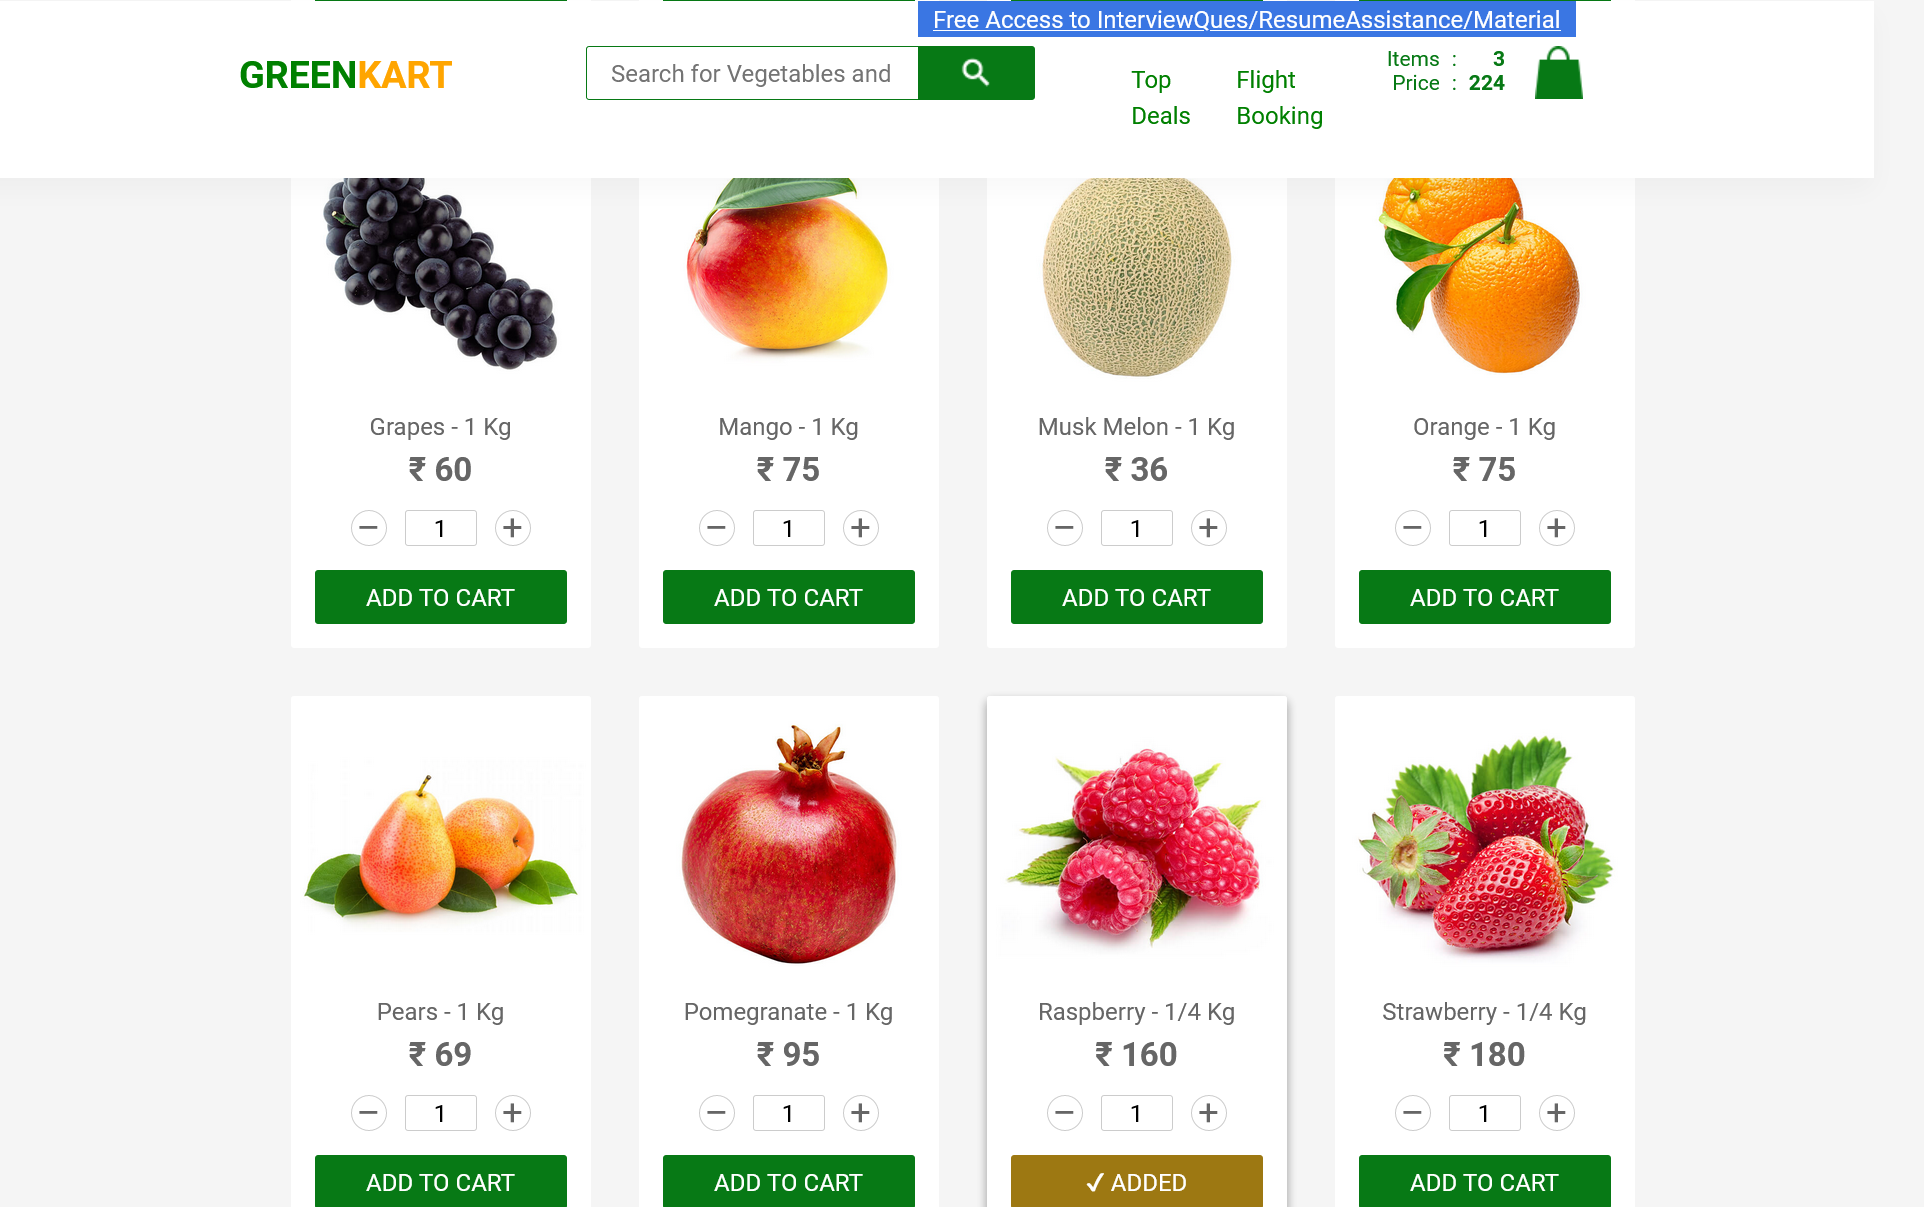 Free Access to InterviewQues/ResumeAssistance/Material
GREENKART
Search for Vegetables and
Top Deals
Flight Booking
Items : 3
Price : 224
Grapes - 1 Kg
₹ 60
– 1 +
ADD TO CART
Mango - 1 Kg
₹ 75
– 1 +
ADD TO CART
Musk Melon - 1 Kg
₹ 36
– 1 +
ADD TO CART
Orange - 1 Kg
₹ 75
– 1 +
ADD TO CART
Pears - 1 Kg
₹ 69
– 1 +
ADD TO CART
Pomegranate - 1 Kg
₹ 95
– 1 +
ADD TO CART
Raspberry - 1/4 Kg
₹ 160
– 1 +
✓ ADDED
Strawberry - 1/4 Kg
₹ 180
– 1 +
ADD TO CART